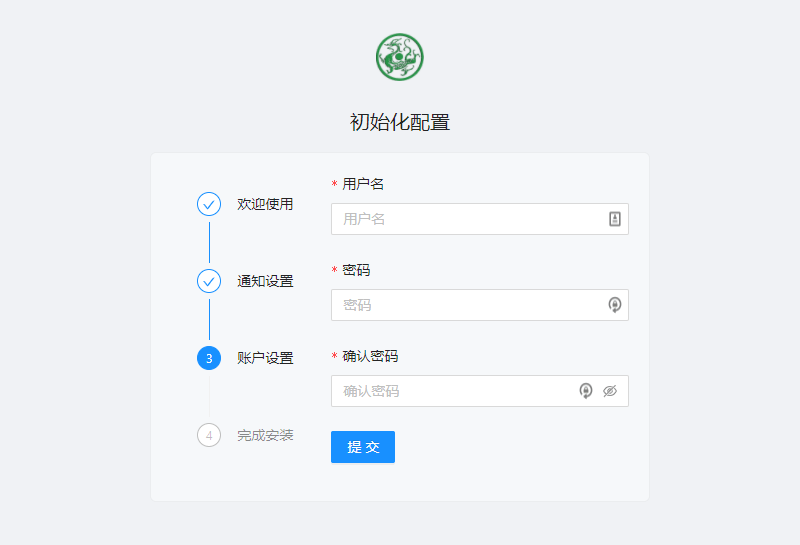 初始化配置
欢迎使用
通知设置
3 账户设置
4 完成安装
* 用户名
用户名
* 密码
密码
* 确认密码
确认密码
提 交